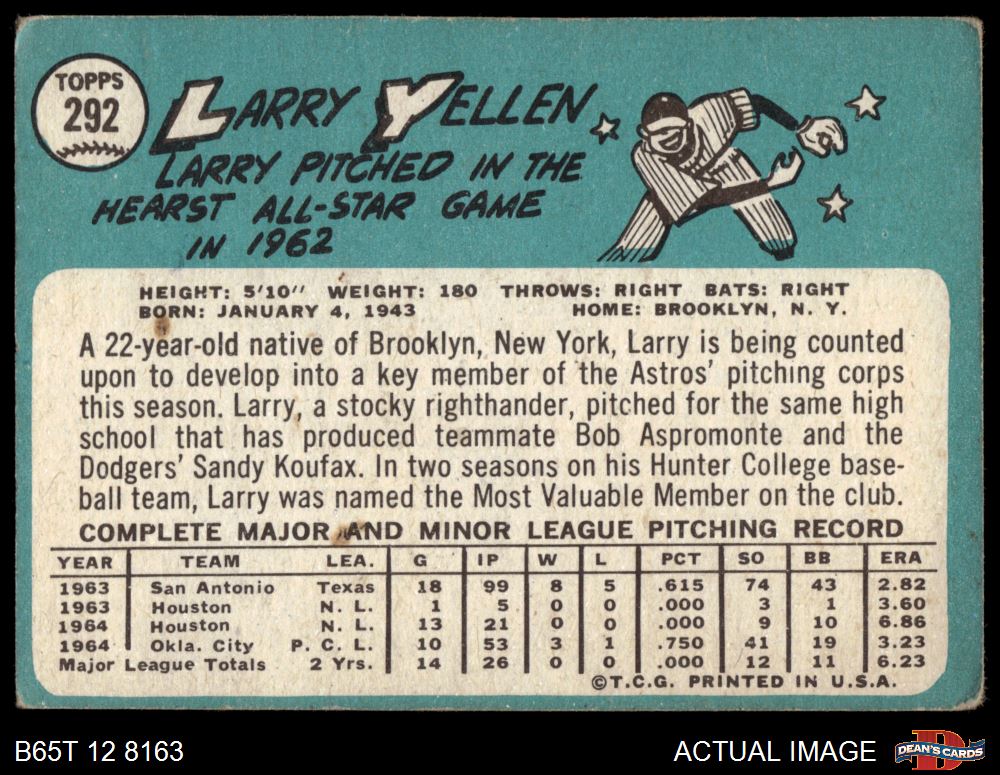 TOPPS
292
LARRY YELLEN
LARRY PITCHED IN THE
HEARST ALL-STAR GAME
IN 1962
HEIGHT: 5'10" WEIGHT: 180 THROWS: RIGHT BATS: RIGHT
BORN: JANUARY 4, 1943 HOME: BROOKLYN, N. Y.
A 22-year-old native of Brooklyn, New York, Larry is being counted
upon to develop into a key member of the Astros' pitching corps
this season. Larry, a stocky righthander, pitched for the same high
school that has produced teammate Bob Aspromonte and the
Dodgers' Sandy Koufax. In two seasons on his Hunter College base-
ball team, Larry was named the Most Valuable Member on the club.
COMPLETE MAJOR AND MINOR LEAGUE PITCHING RECORD
YEAR TEAM LEA. G IP W L PCT SO BB ERA
1963 San Antonio Texas 18 99 8 5 .615 74 43 2.82
1963 Houston N. L. 1 5 0 0 .000 3 1 3.60
1964 Houston N. L. 13 21 0 0 .000 9 10 6.86
1964 Okla. City P. C. L. 10 53 3 1 .750 41 19 3.23
Major League Totals 2 Yrs. 14 26 0 0 .000 12 11 6.23
©T.C.G. PRINTED IN U.S.A.
B65T 12 8163 ACTUAL IMAGE DEAN'S CARDS